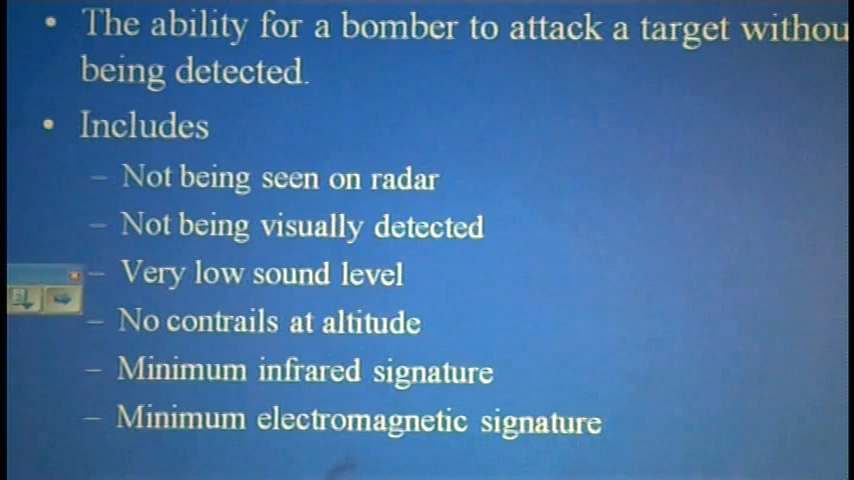 • The ability for a bomber to attack a target withou
being detected.
• Includes
– Not being seen on radar
– Not being visually detected
– Very low sound level
– No contrails at altitude
– Minimum infrared signature
– Minimum electromagnetic signature